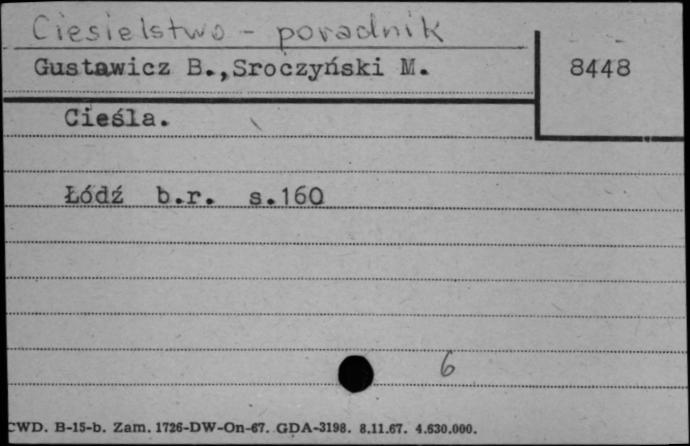 Ciesielstwo - poradnik
Gustawicz B., Sroczyński M.
8448
Cieśla.
Łódź b.r. s.160
6
CWD. B-15-b. Zam. 1726-DW-On-67. GDA-3198. 8.11.67. 4.630.000.